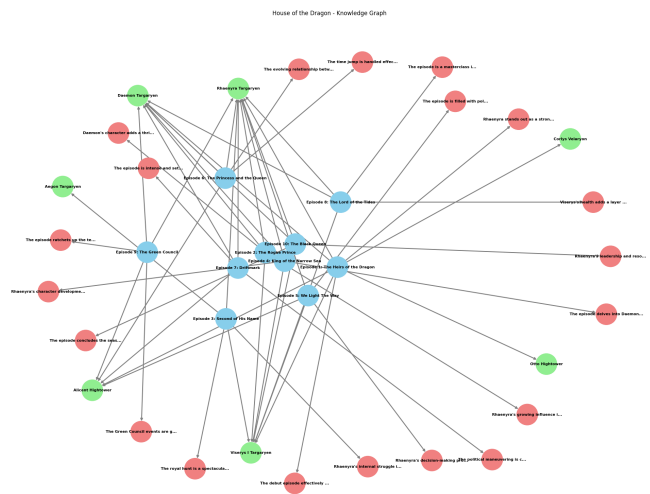 House of the Dragon - Knowledge Graph
The time jump is handled effec...
The evolving relationship betw...
The episode is a masterclass i...
Rhaenyra Targaryen
Daemon Targaryen
The episode is filled with pol...
Rhaenyra stands out as a stron...
Daemon's character adds a thri...
Corlys Velaryon
The episode is intense and set...
Episode 6: The Princess and the Queen
Aegon Targaryen
Episode 8: The Lord of the Tides
Viserys's health adds a layer ...
The episode ratchets up the te...
Episode 10: The Black Queen
Episode 9: The Green Council
Episode 2: The Rogue Prince
Rhaenyra's leadership and reso...
Episode 4: King of the Narrow Sea
Episode 7: Driftmark
Episode 1: The Heirs of the Dragon
Rhaenyra's character developme...
Episode 5: We Light The Way
The episode delves into Daemon...
Episode 3: Second of His Name
The episode concludes the seas...
Otto Hightower
Alicent Hightower
Rhaenyra's growing influence i...
The Green Council events are g...
Viserys I Targaryen
The political maneuvering is c...
Rhaenyra's decision-making
The royal hunt is a spectacula...
Rhaenyra's internal struggle i...
The debut episode effectively ...